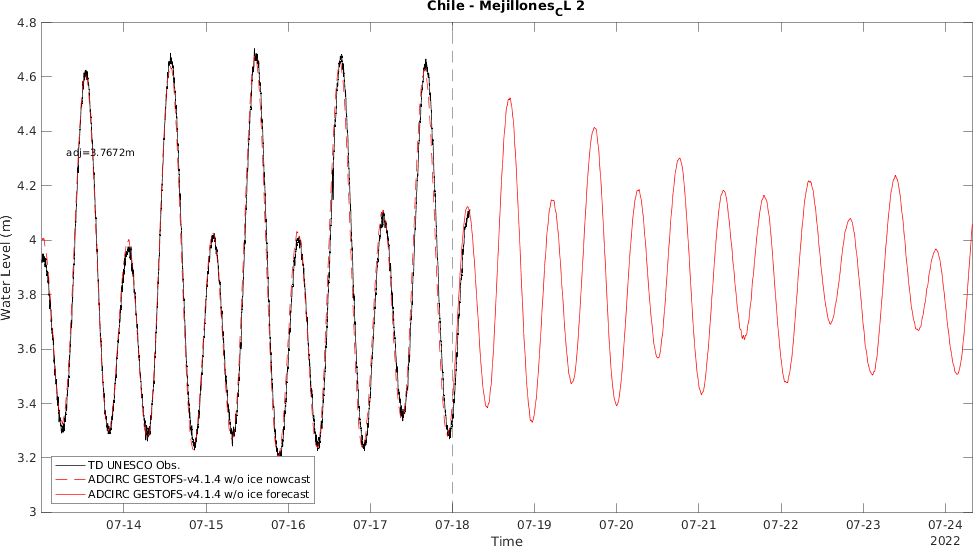 Chile - Mejillones_CL 2
4.8
4.6
4.4
4.2
4
3.8
3.6
3.4
3.2
3
Water Level (m)
adj=3.7672m
TD UNESCO Obs.
ADCIRC GESTOFS-v4.1.4 w/o ice nowcast
ADCIRC GESTOFS-v4.1.4 w/o ice forecast
07-14 07-15 07-16 07-17 07-18 07-19 07-20 07-21 07-22 07-23 07-24
Time 2022